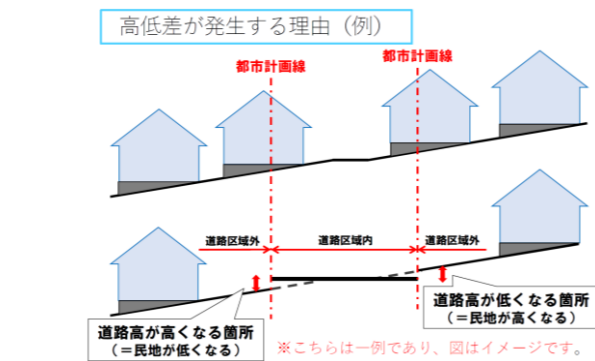 高低差が発生する理由（例）
都市計画線
都市計画線
道路区域外
道路区域内
道路区域外
道路高が低くなる箇所
（＝民地が高くなる）
道路高が高くなる箇所
（＝民地が低くなる）
※こちらは一例であり、図はイメージです。